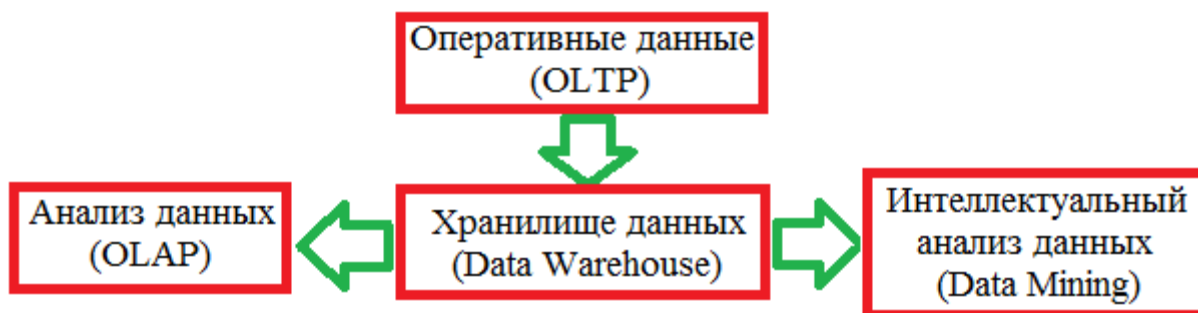 Оперативные данные
(OLTP)
Анализ данных
(OLAP)
Хранилище данных
(Data Warehouse)
Интеллектуальный
анализ данных
(Data Mining)